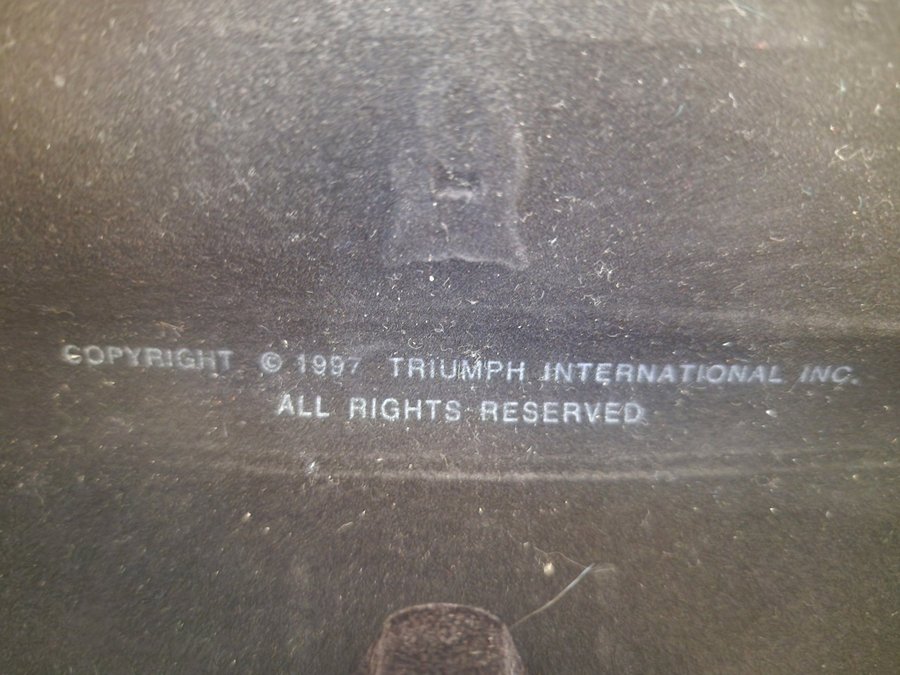 COPYRIGHT © 1997 TRIUMPH INTERNATIONAL INC.
ALL RIGHTS RESERVED